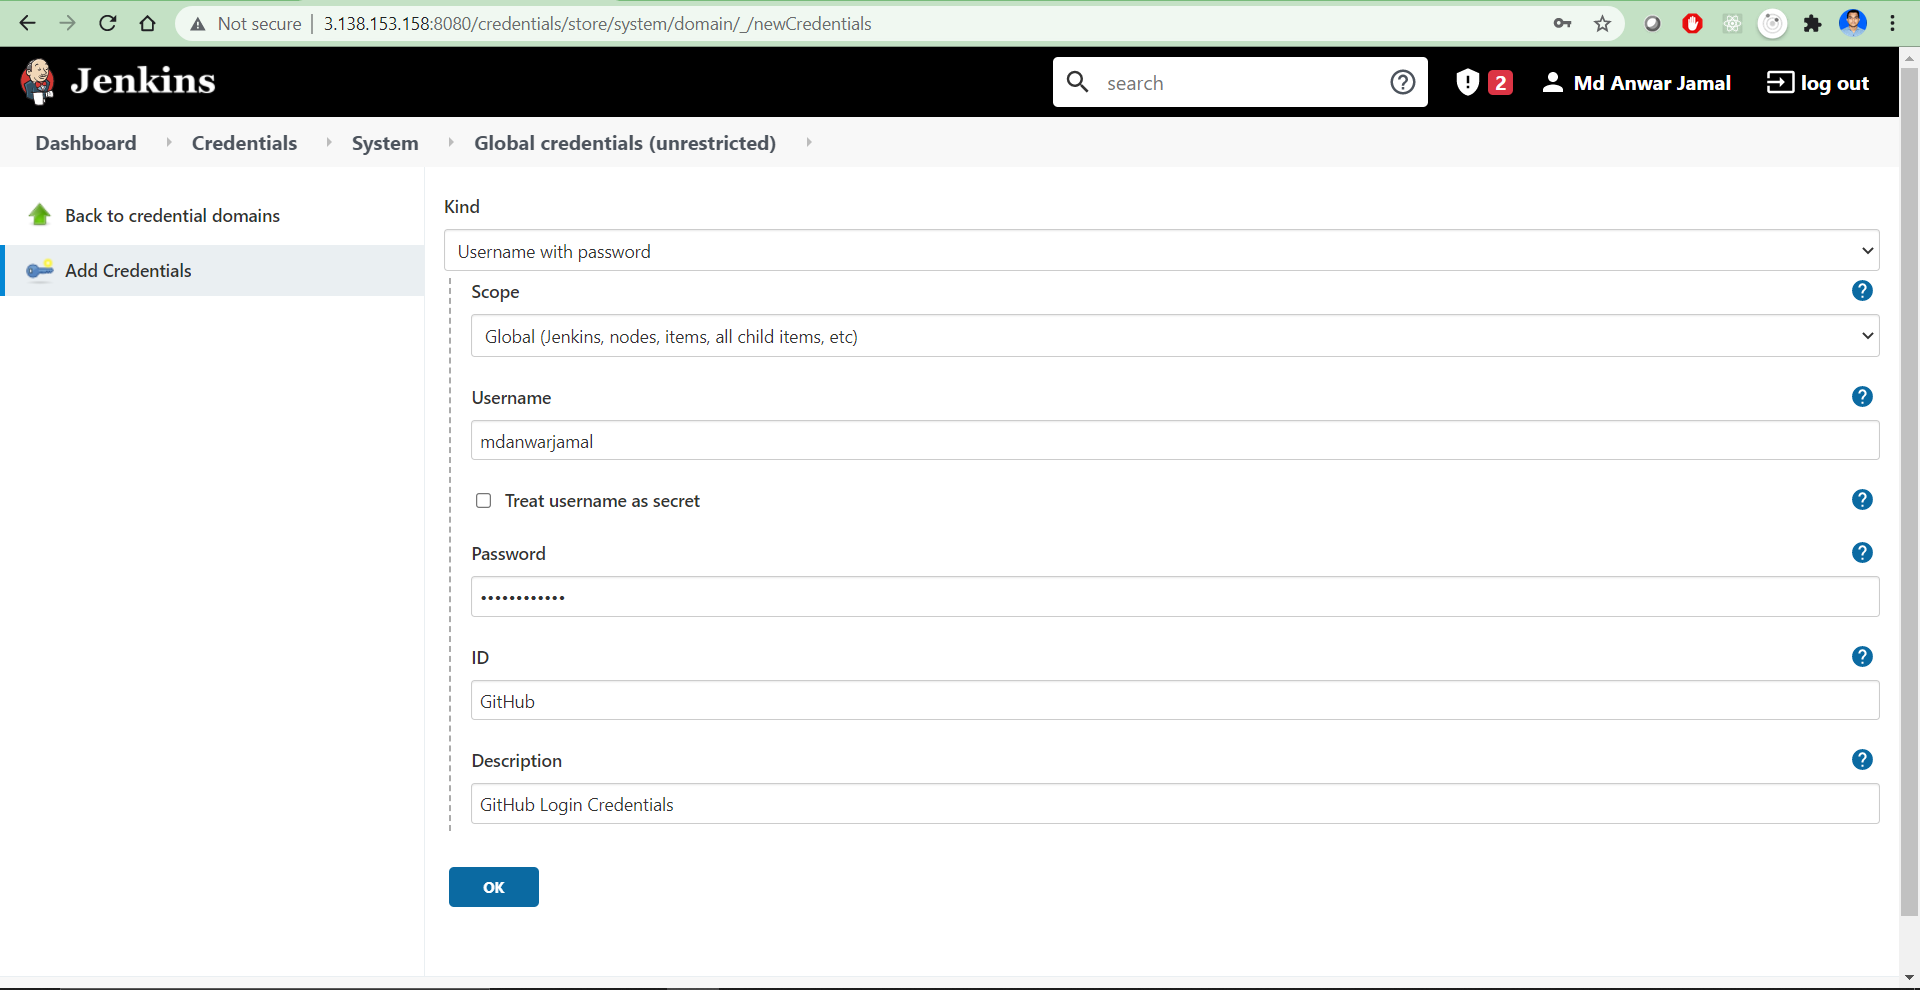 Not secure | 3.138.153.158:8080/credentials/store/system/domain/_/newCredentials
Jenkins
search
2
Md Anwar Jamal
log out
Dashboard
Credentials
System
Global credentials (unrestricted)
Back to credential domains
Add Credentials
Kind
Username with password
Scope
Global (Jenkins, nodes, items, all child items, etc)
Username
mdanwarjamal
Treat username as secret
Password
••••••••••••
ID
GitHub
Description
GitHub Login Credentials
OK